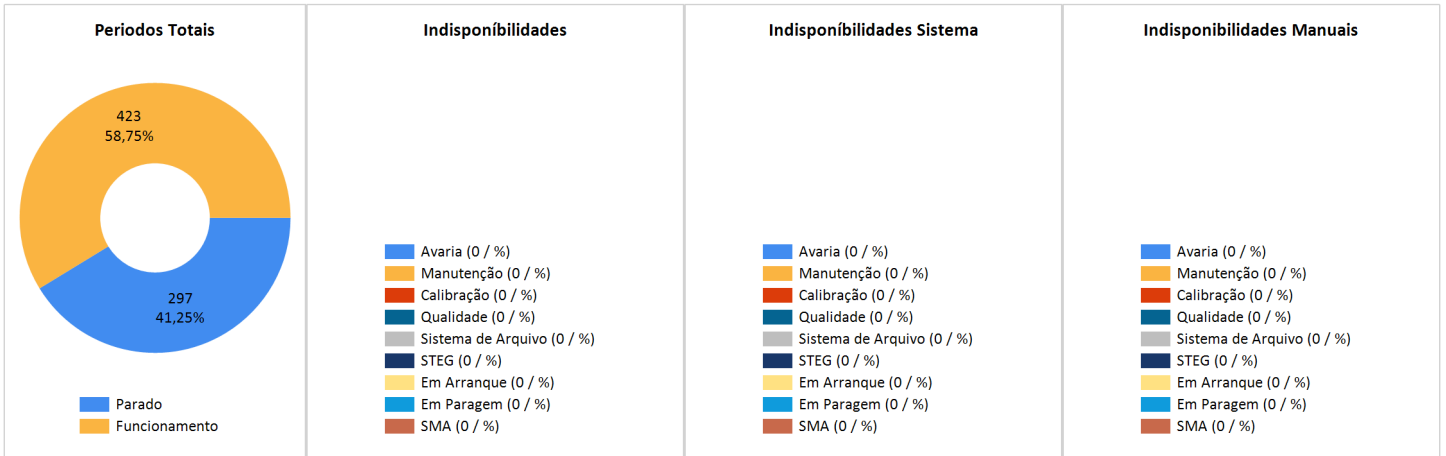 Periodos Totais
423
58,75%
297
41,25%
Parado
Funcionamento
Indisponíbilidades
Avaria (0 / %)
Manutenção (0 / %)
Calibração (0 / %)
Qualidade (0 / %)
Sistema de Arquivo (0 / %)
STEG (0 / %)
Em Arranque (0 / %)
Em Paragem (0 / %)
SMA (0 / %)
Indisponíbilidades Sistema
Avaria (0 / %)
Manutenção (0 / %)
Calibração (0 / %)
Qualidade (0 / %)
Sistema de Arquivo (0 / %)
STEG (0 / %)
Em Arranque (0 / %)
Em Paragem (0 / %)
SMA (0 / %)
Indisponíbilidades Manuais
Avaria (0 / %)
Manutenção (0 / %)
Calibração (0 / %)
Qualidade (0 / %)
Sistema de Arquivo (0 / %)
STEG (0 / %)
Em Arranque (0 / %)
Em Paragem (0 / %)
SMA (0 / %)